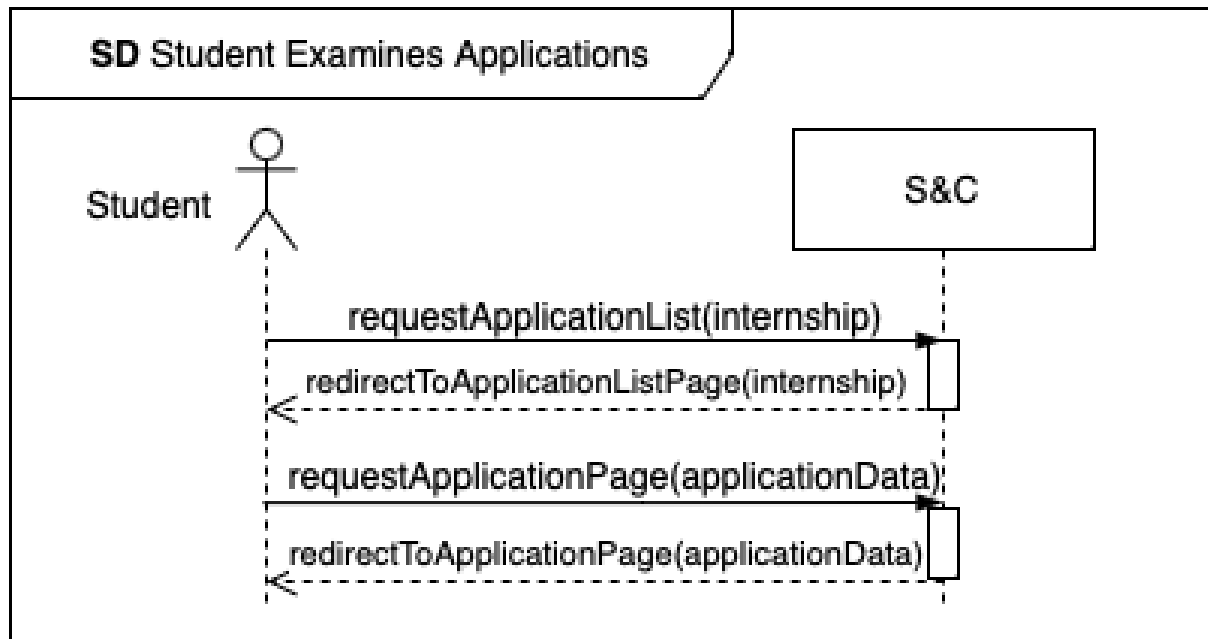 SD Student Examines Applications
Student
S&C
requestApplicationList(internship)
redirectToApplicationListPage(internship)
requestApplicationPage(applicationData)
redirectToApplicationPage(applicationData)